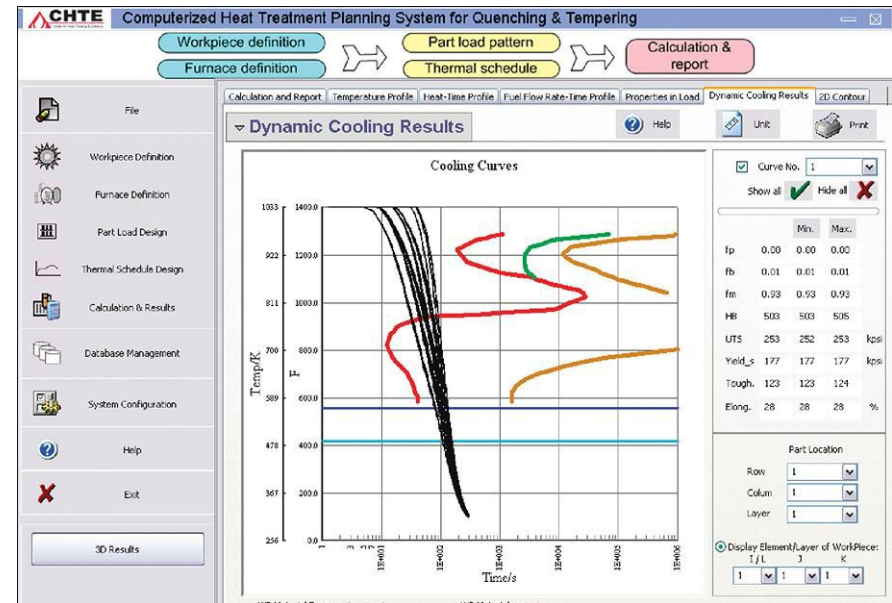 CHTE Computerized Heat Treatment Planning System for Quenching & Tempering
Workpiece definition
Furnace definition
Part load pattern
Thermal schedule
Calculation & report
File
Workpiece Definition
Furnace Definition
Part Load Design
Thermal Schedule Design
Calculation & Results
Database Management
System Configuration
Help
Exit
3D Results
Calculation and Report Temperature Profile Heat-Time Profile Fuel Flow Rate-Time Profile Properties in Load Dynamic Cooling Results 2D Contour
Dynamic Cooling Results Help Unit Print
Cooling Curves
1033 1400.0
922 1200.0
811 1000.0
700 800.0
589 600.0
478 400.0
367 200.0
256 0.0
Temp/K
F
1 1E+001 1E+002 1E+003 1E+004 1E+005 1E+006
Time/s
Curve No. 1
Show all Hide all
Min. Max.
fp 0.00 0.00 0.00
fb 0.01 0.01 0.01
fm 0.93 0.93 0.93
HB 503 503 505
UTS 253 252 253 kpsi
Yield_s 177 177 177 kpsi
Tough. 123 123 124
Elong. 28 28 28 %
Part Location
Row 1
Colum 1
Layer 1
Display Element/Layer of WorkPiece:
I/L J K
1 1 1